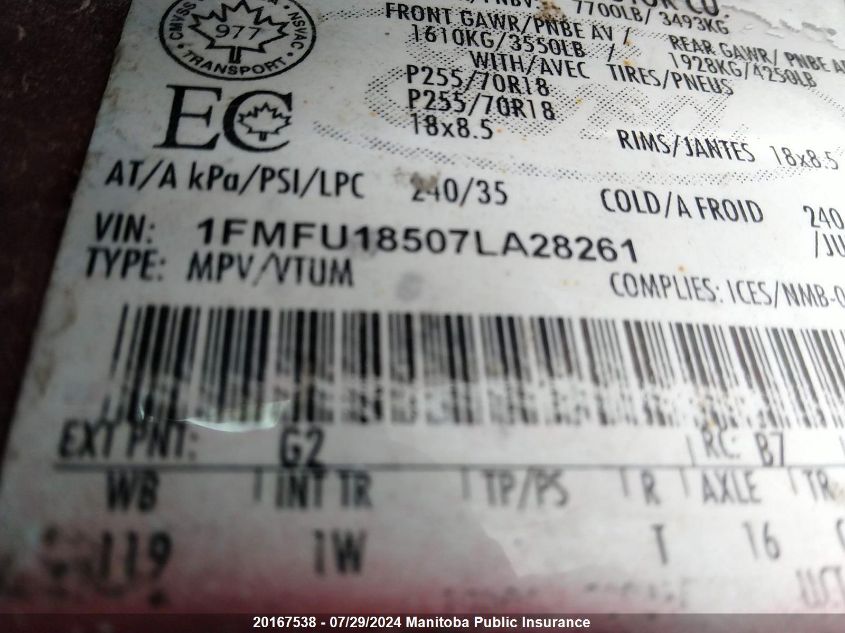 CMVSS NSVAC
977
TRANSPORT
EC
7700LB/ 3493KG
FRONT GAWR/PNBE AV /
REAR GAWR/ PNBE
1610KG/3550LB /
1928KG/4250LB
WITH/AVEC TIRES/PNEUS
P255/70R18
P255/70R18
18x8.5
RIMS/JANTES 18x8.5
AT/A kPa/PSI/LPC 240/35 COLD/A FROID 240
VIN: 1FMFU18507LA28261
TYPE: MPV/VTUM
COMPLIES: ICES/NMB-0
EXT PNT: G2 RC: B7
WB INT TR TP/PS R AXLE TR
119 1W T 16
20167538 - 07/29/2024 Manitoba Public Insurance